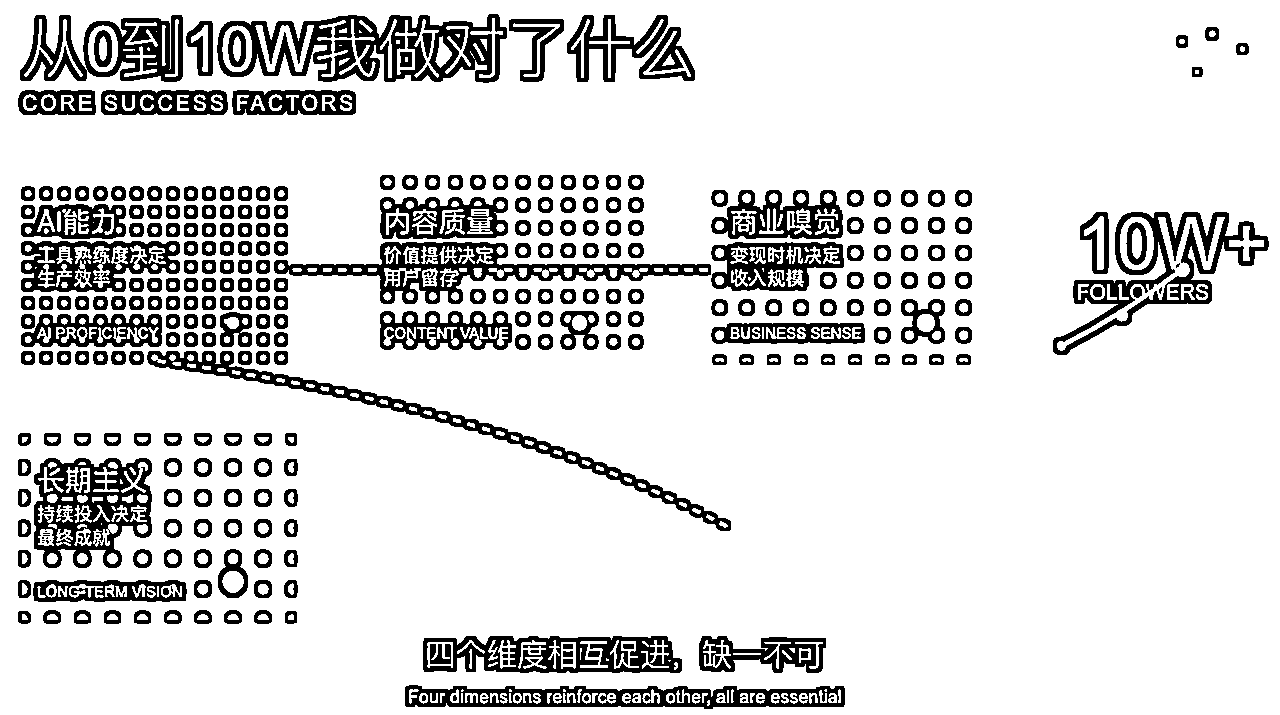 从0到10W我做对了什么
CORE SUCCESS FACTORS
AI能力
工具熟练度决定
生产效率
AI PROFICIENCY
内容质量
价值提供决定
用户留存
CONTENT VALUE
商业嗅觉
变现时机决定
收入规模
BUSINESS SENSE
10W+
FOLLOWERS
长期主义
持续投入决定
最终成就
LONG-TERM VISION
四个维度相互促进，缺一不可
Four dimensions reinforce each other, all are essential